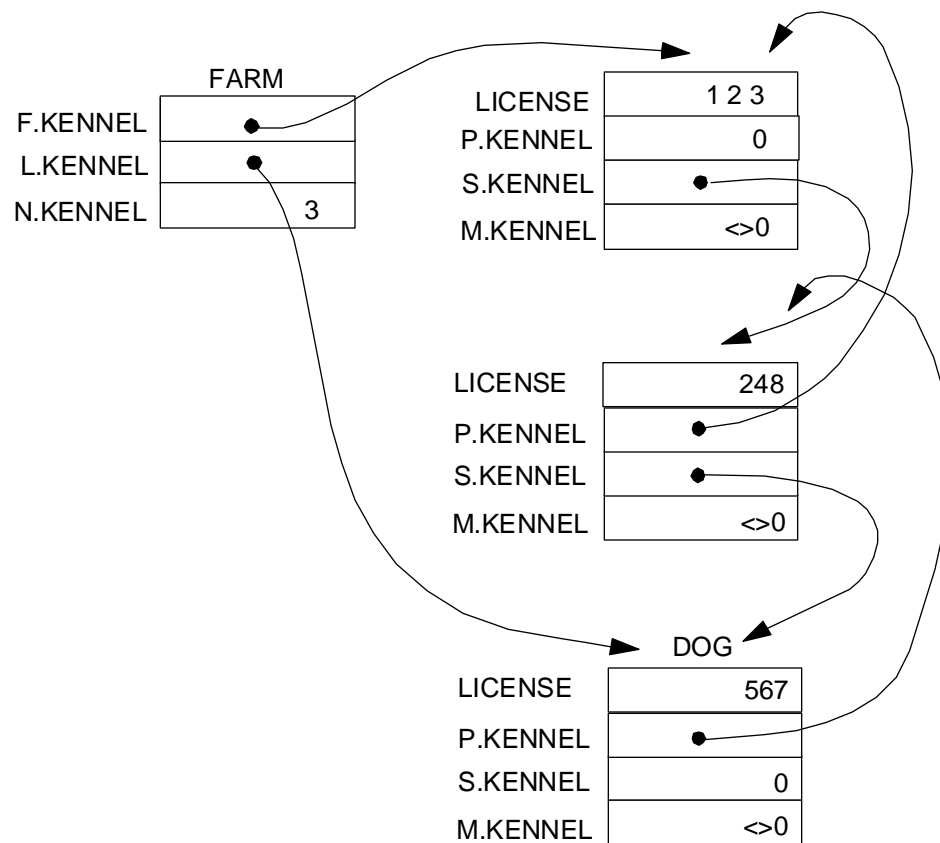 FARM
F.KENNEL
L.KENNEL
N.KENNEL 3
LICENSE 1 2 3
P.KENNEL 0
S.KENNEL
M.KENNEL <>0
LICENSE 248
P.KENNEL
S.KENNEL
M.KENNEL <>0
DOG
LICENSE 567
P.KENNEL
S.KENNEL 0
M.KENNEL <>0